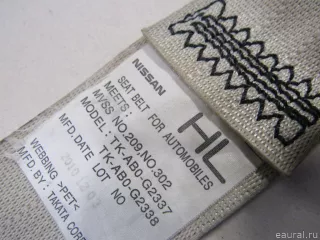 NISSAN
SEAT BELT FOR AUTOMOBILES
MEETS:
MVSS NO.209,NO.302
MODEL: TK-AB0-G2337
TK-AB0-G2338
MFD.DATE LOT NO
WEBBING >PET<
MFD.BY: TAKATA CORP
HL
© eaural.ru